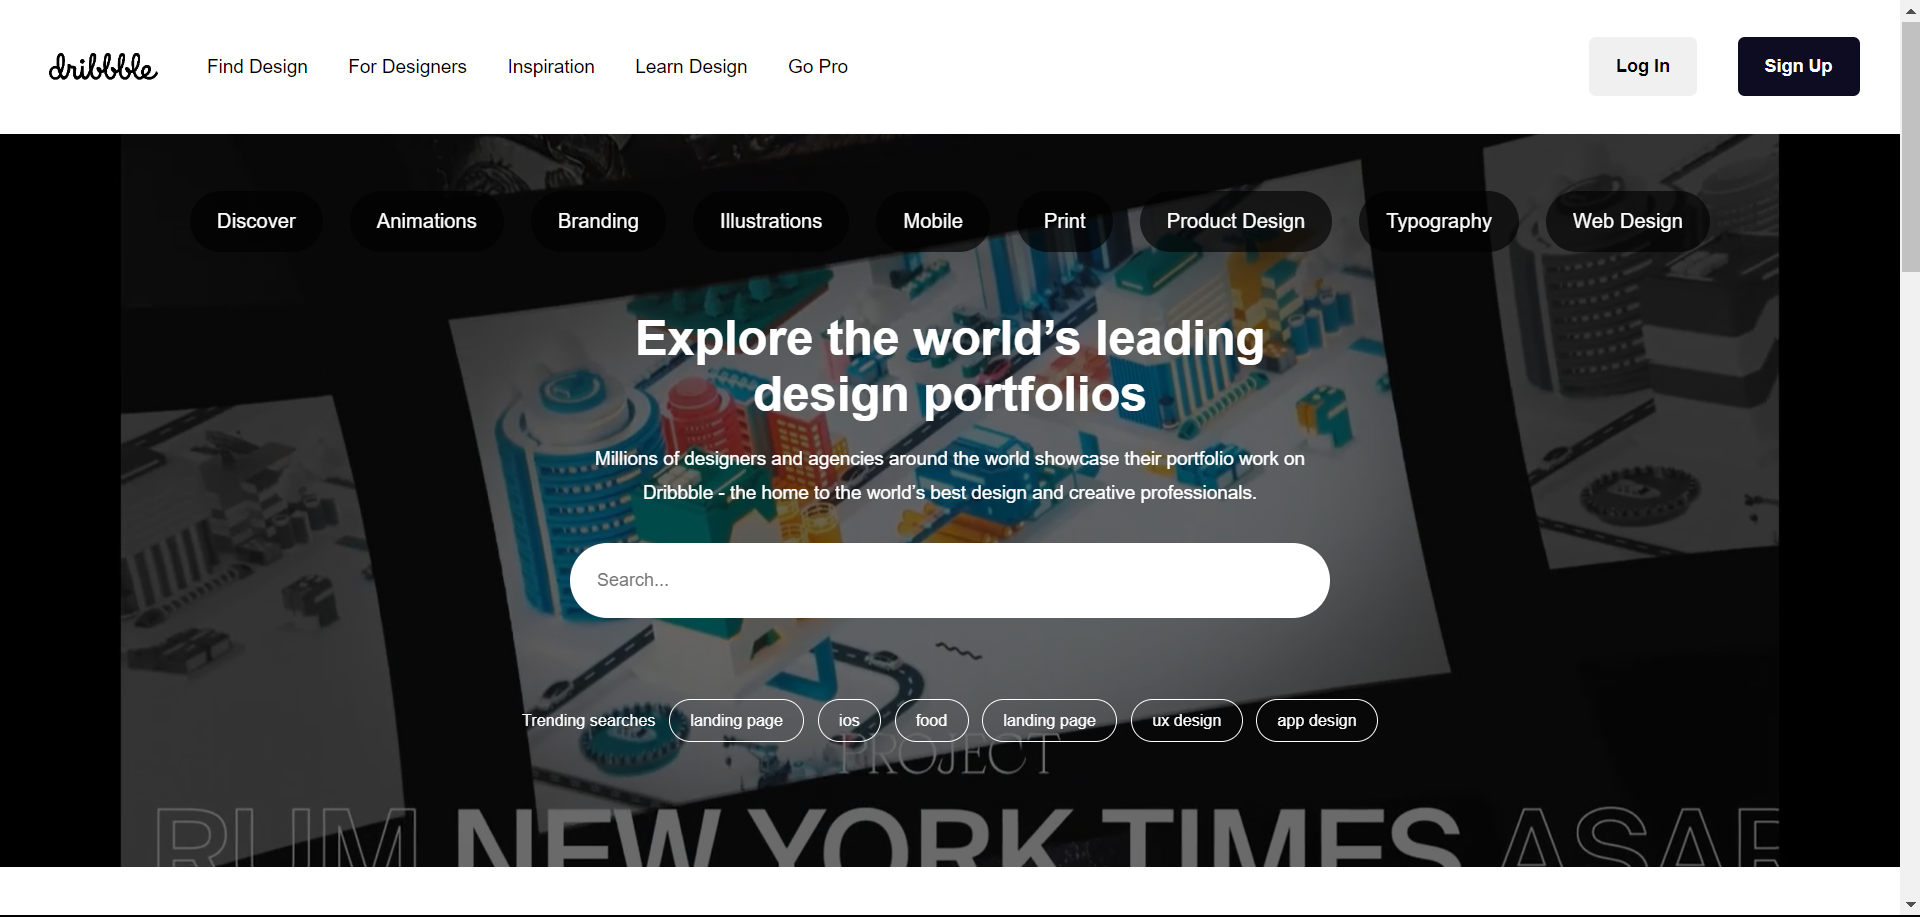 dribbble
Find Design
For Designers
Inspiration
Learn Design
Go Pro
Log In
Sign Up
Discover
Animations
Branding
Illustrations
Mobile
Print
Product Design
Typography
Web Design
Explore the world’s leading
design portfolios
Millions of designers and agencies around the world showcase their portfolio work on
Dribbble - the home to the world’s best design and creative professionals.
Search...
Trending searches
landing page
ios
food
landing page
ux design
app design
PROJECT
RUM NEW YORK TIMES ASAR